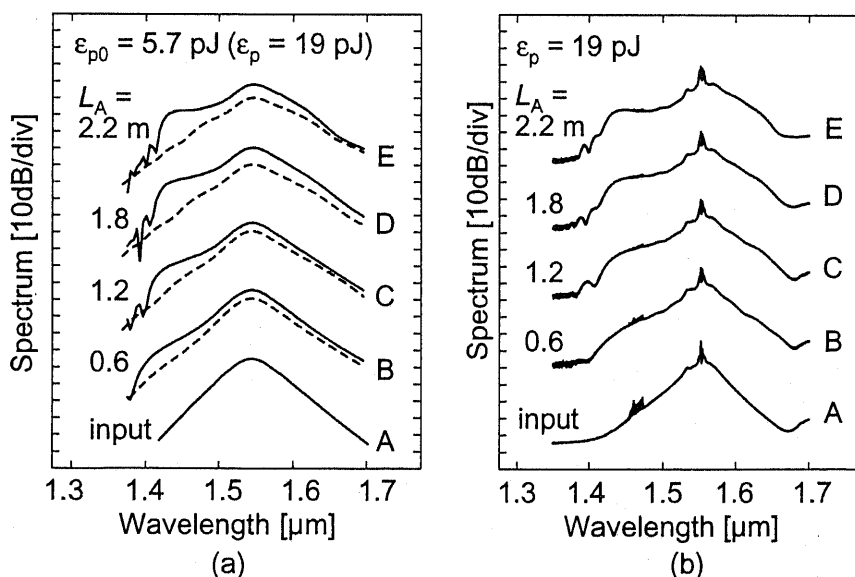 ε_p0 = 5.7 pJ (ε_p = 19 pJ)
L_A =
2.2 m
1.8
1.2
0.6
input
E
D
C
B
A
Spectrum [10dB/div]
1.3 1.4 1.5 1.6 1.7
Wavelength [µm]
(a)
ε_p = 19 pJ
L_A =
2.2 m
1.8
1.2
0.6
input
E
D
C
B
A
Spectrum [10dB/div]
1.3 1.4 1.5 1.6 1.7
Wavelength [µm]
(b)